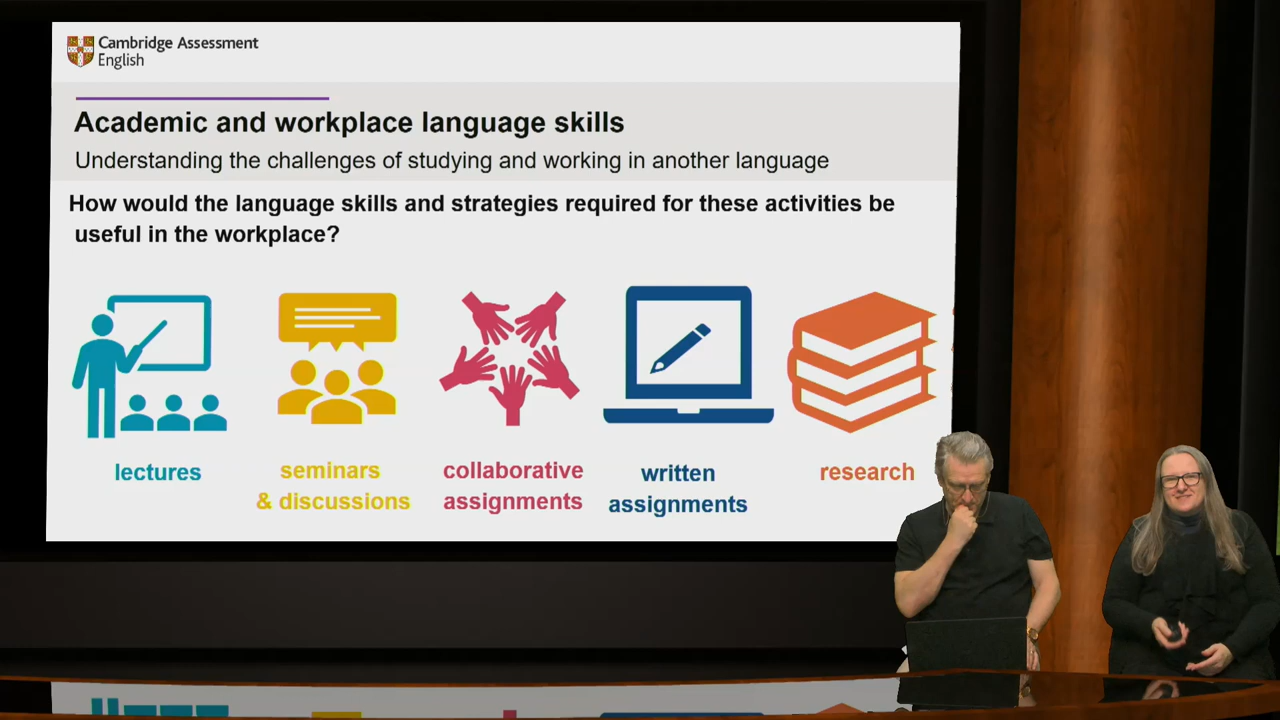 Cambridge Assessment
English
Academic and workplace language skills
Understanding the challenges of studying and working in another language
How would the language skills and strategies required for these activities be
useful in the workplace?
lectures
seminars
& discussions
collaborative
assignments
written
assignments
research